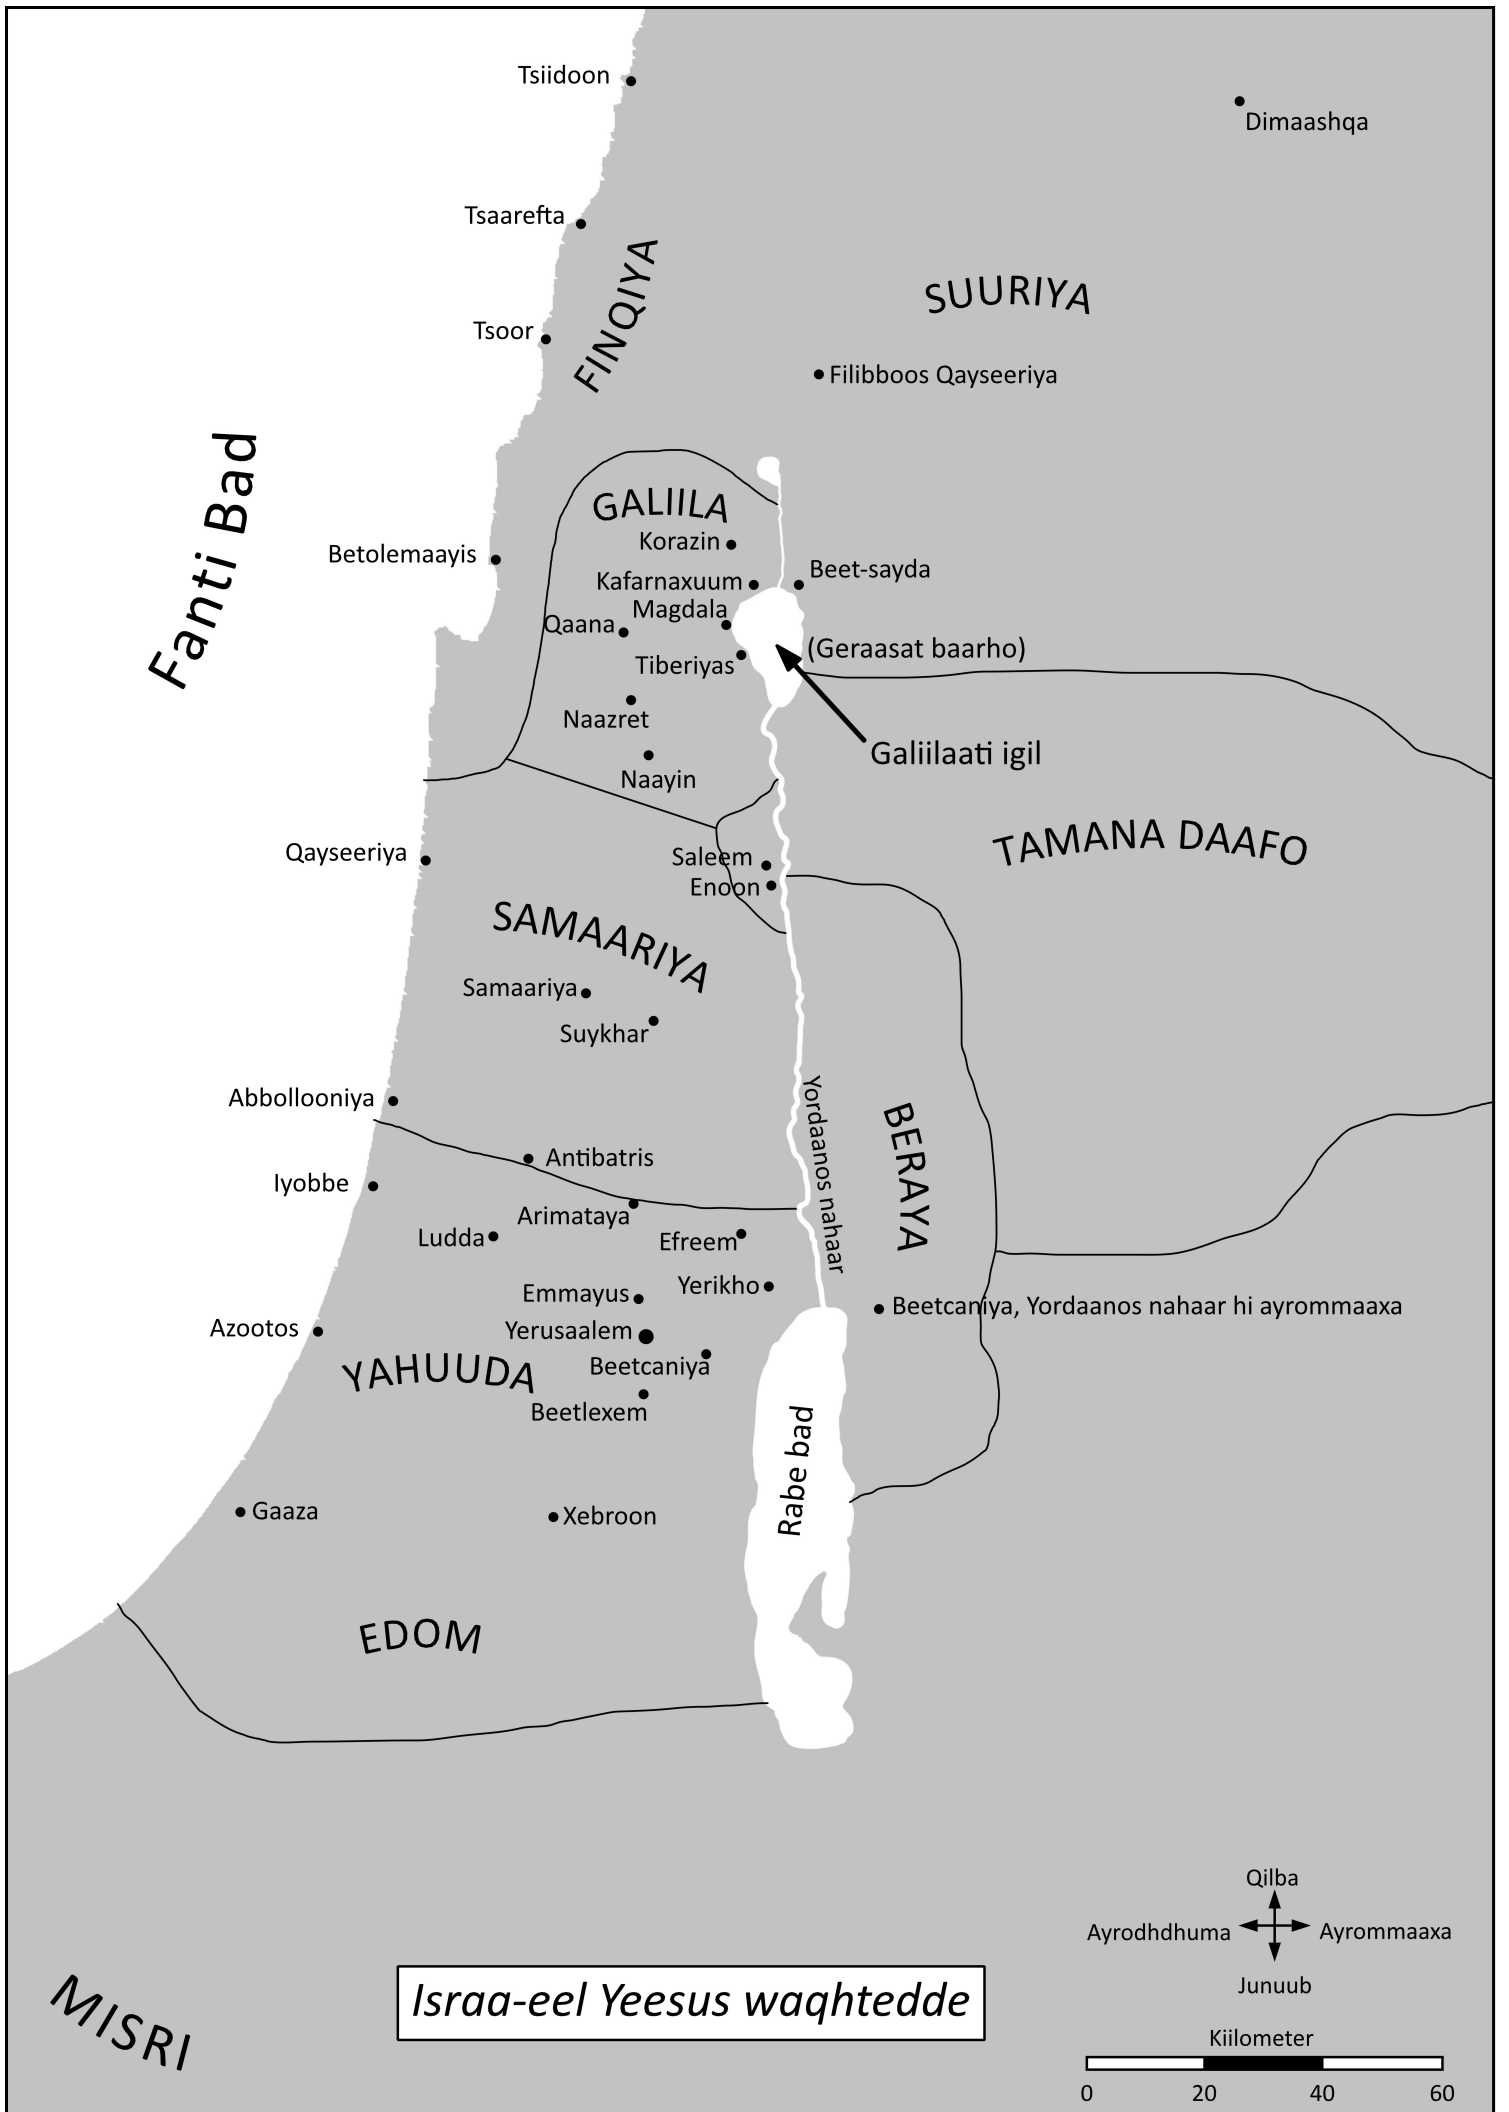 Tsiidoon
Dimaashqa
Tsaarefta
FINQIYA
SUURIYA
Tsoor
Filibboos Qayseeriya
Fanti Bad
GALIILA
Korazin
Betolemaayis
Beet-sayda
Kafarnaxuum
Magdala
Qaana
(Geraasat baarho)
Tiberiyas
Naazret
Galiilaati igil
Naayin
TAMANA DAAFO
Qayseeriya
Saleem
Enoon
SAMAARIYA
Samaariya
Suykhar
Abbollooniya
Yordaanos nahaar
BERAYA
Antibatris
Iyobbe
Arimataya
Ludda
Efreem
Yerikho
Emmayus
Beetcaniya, Yordaanos nahaar hi ayrommaaxa
Azootos
Yerusaalem
YAHUUDA
Beetcaniya
Beetlexem
Rabe bad
Gaaza
Xebroon
EDOM
Qilba
Ayrodhdhuma
Ayrommaaxa
Junuub
MISRI
Israa-eel Yeesus waqhtedde
Kiilometer
0 20 40 60